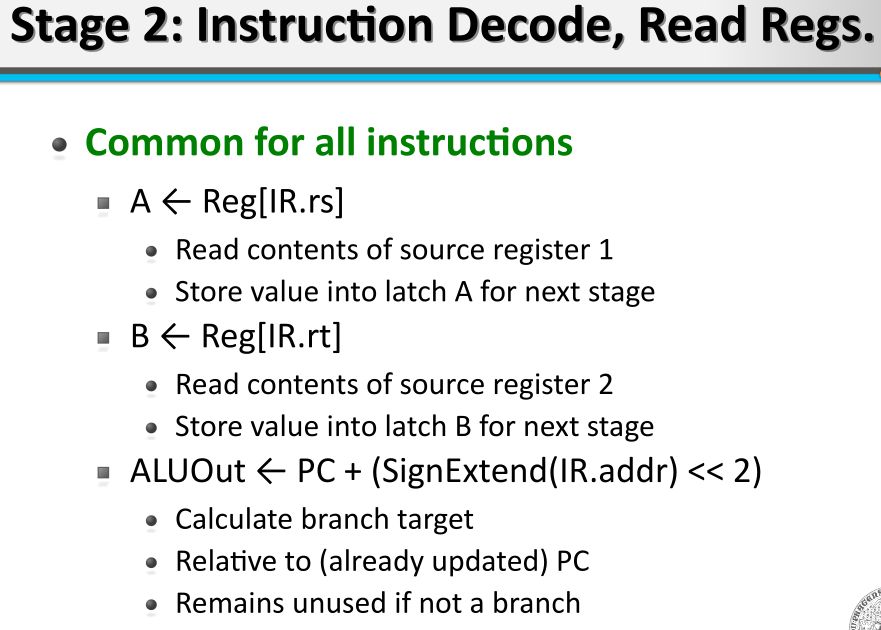 Stage 2: Instruction Decode, Read Regs.
Common for all instructions
A ← Reg[IR.rs]
Read contents of source register 1
Store value into latch A for next stage
B ← Reg[IR.rt]
Read contents of source register 2
Store value into latch B for next stage
ALUOut ← PC + (SignExtend(IR.addr) << 2)
Calculate branch target
Relative to (already updated) PC
Remains unused if not a branch